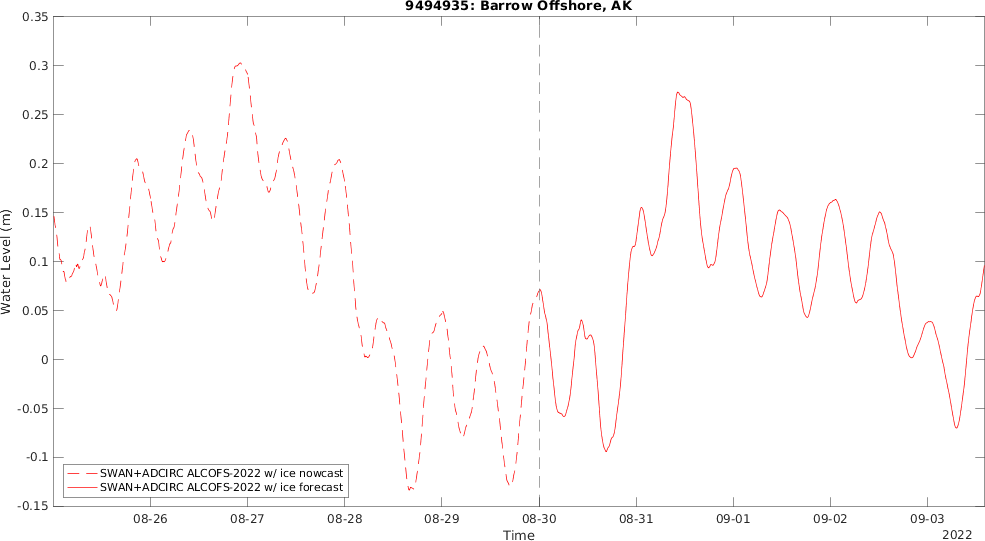 9494935: Barrow Offshore, AK
0.35
0.3
0.25
0.2
0.15
0.1
0.05
0
-0.05
-0.1
-0.15
Water Level (m)
SWAN+ADCIRC ALCOFS-2022 w/ ice nowcast
SWAN+ADCIRC ALCOFS-2022 w/ ice forecast
08-26 08-27 08-28 08-29 08-30 08-31 09-01 09-02 09-03
Time
2022